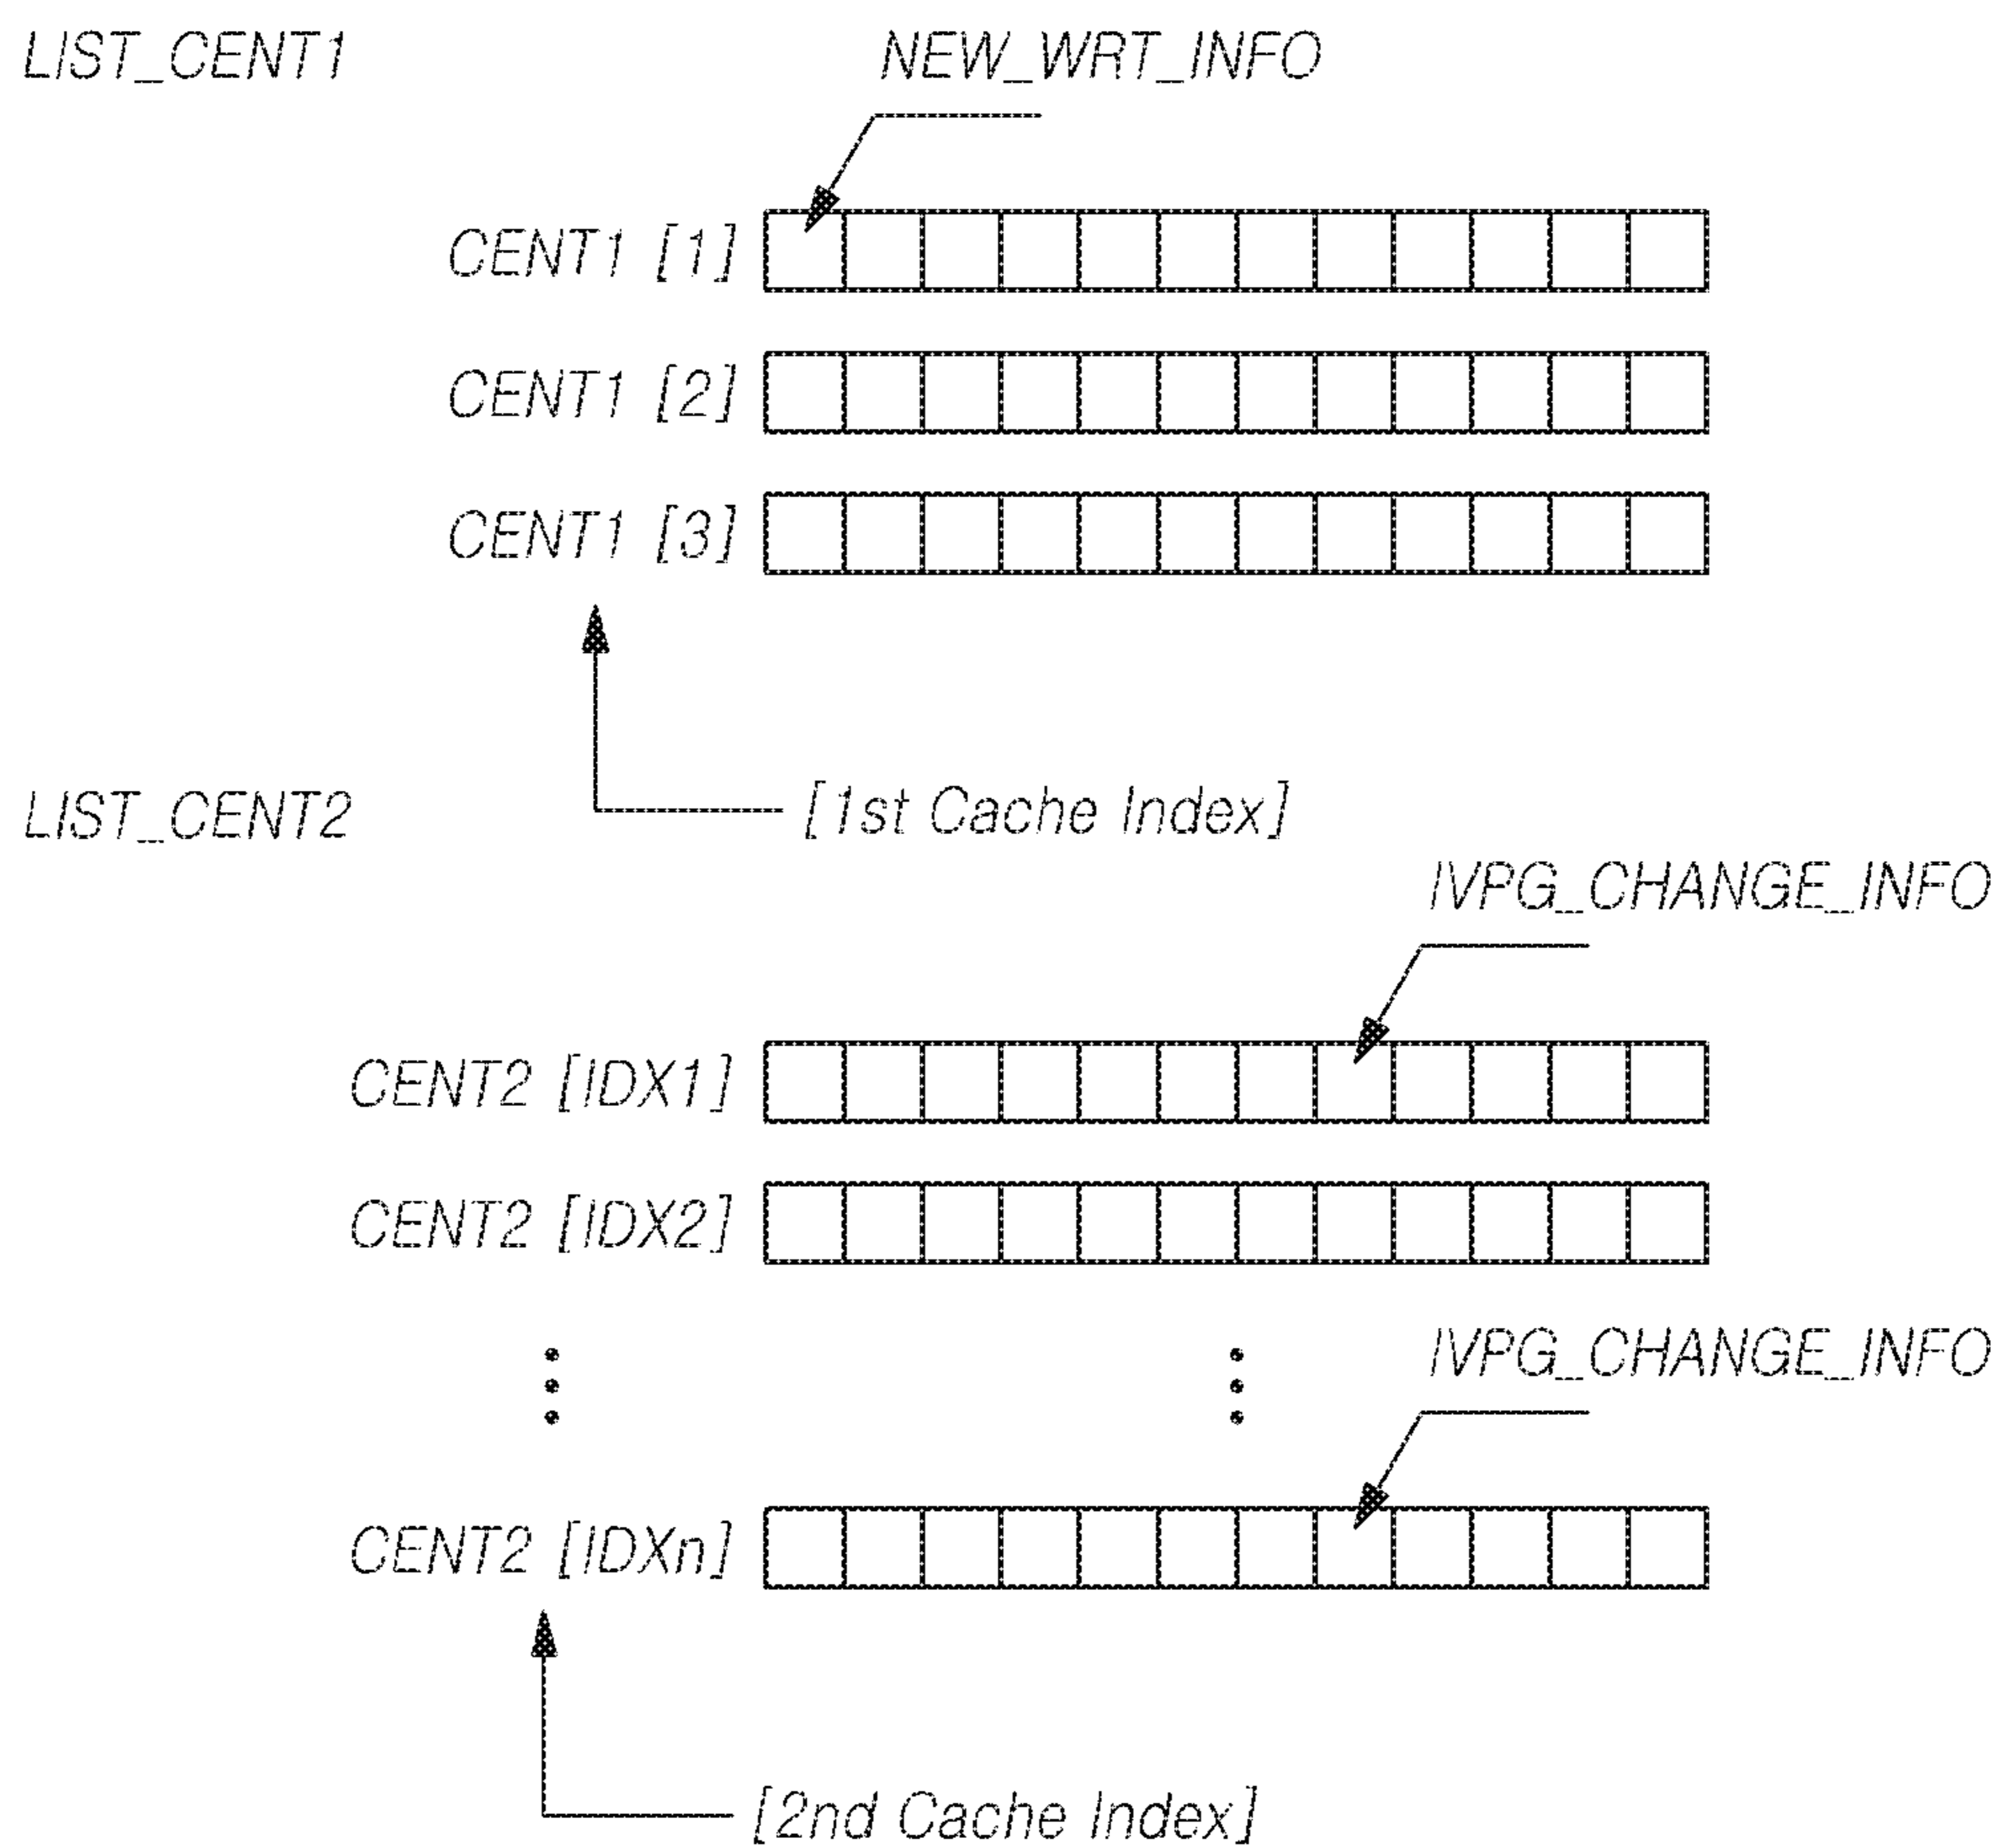 LIST_CENT1
NEW_WRT_INFO
CENT1 [1]
CENT1 [2]
CENT1 [3]
[1st Cache Index]
LIST_CENT2
IVPG_CHANGE_INFO
CENT2 [IDX1]
CENT2 [IDX2]
IVPG_CHANGE_INFO
CENT2 [IDXn]
[2nd Cache Index]